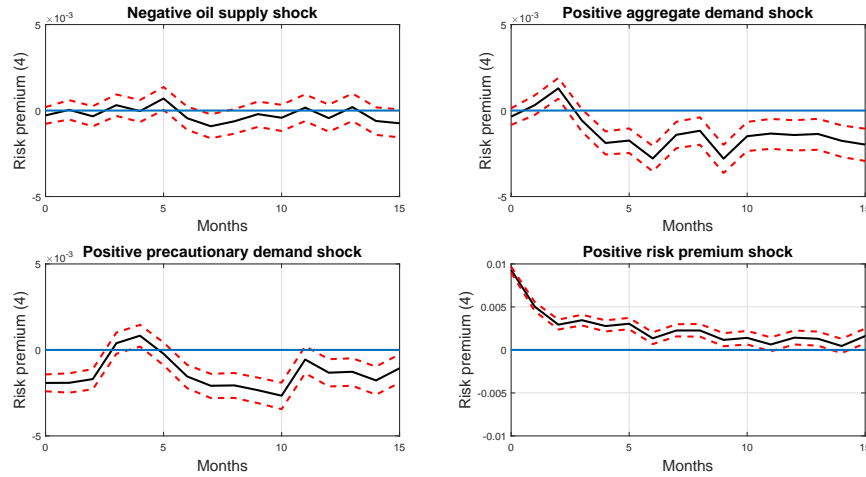 Negative oil supply shock
×10⁻³
5
0
-5
Risk premium (4)
0 5 10 15
Months
Positive aggregate demand shock
×10⁻³
5
0
-5
Risk premium (4)
0 5 10 15
Months
Positive precautionary demand shock
×10⁻³
5
0
-5
Risk premium (4)
0 5 10 15
Months
Positive risk premium shock
0.01
0.005
0
-0.005
-0.01
Risk premium (4)
0 5 10 15
Months